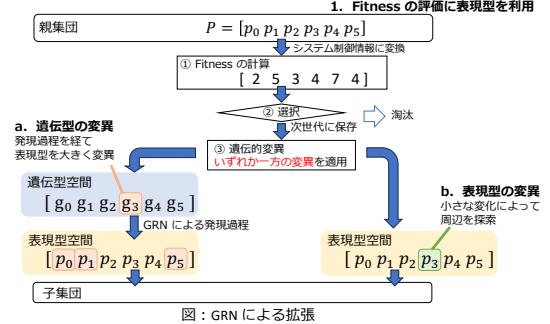 1. Fitness の評価に表現型を利用
親集団
P = [p₀ p₁ p₂ p₃ p₄ p₅]
システム制御情報に変換
① Fitness の計算
[ 2 5 3 4 7 4 ]
② 選択
淘汰
次世代に保存
a. 遺伝型の変異
発現過程を経て
表現型を大きく変異
③ 遺伝的変異
いずれか一方の変異を適用
遺伝型空間
[ g₀ g₁ g₂ g₃ g₄ g₅ ]
GRN による発現過程
b. 表現型の変異
小さな変化によって
周辺を探索
表現型空間
[ p₀ p₁ p₂ p₃ p₄ p₅ ]
表現型空間
[ p₀ p₁ p₂ p₃ p₄ p₅ ]
子集団
図：GRN による拡張